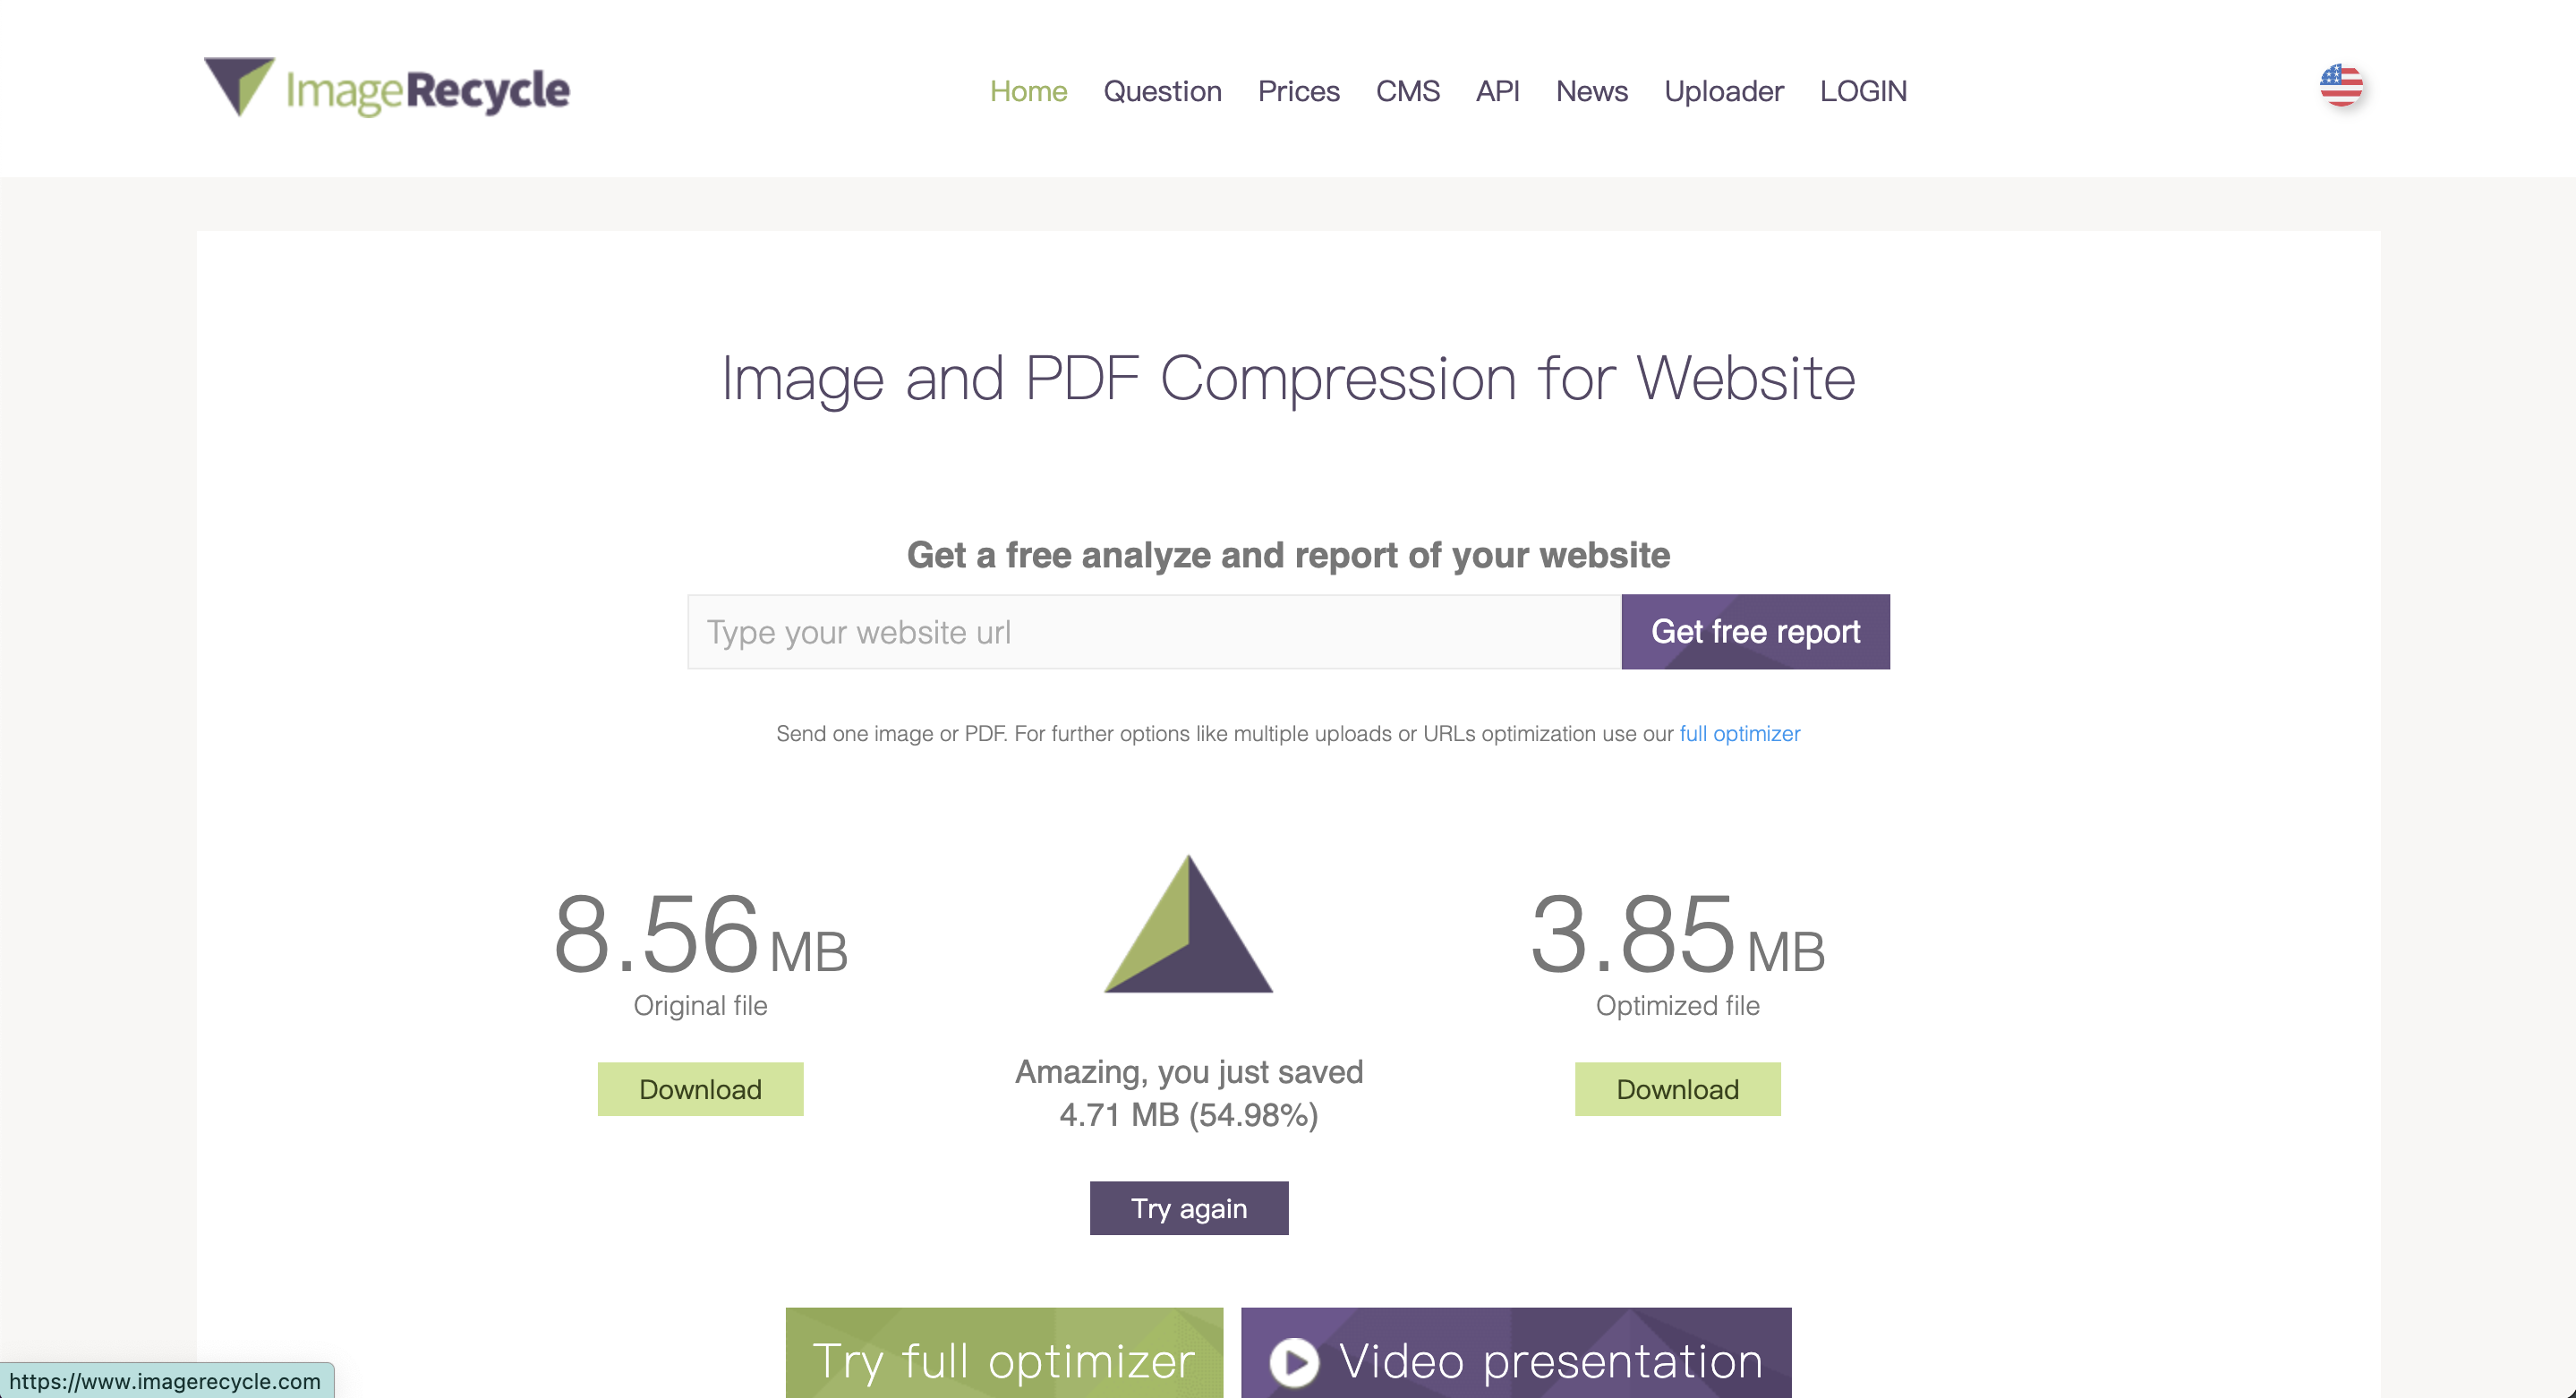 ImageRecycle
Home Question Prices CMS API News Uploader LOGIN
Image and PDF Compression for Website
Get a free analyze and report of your website
Type your website url
Get free report
Send one image or PDF. For further options like multiple uploads or URLs optimization use our full optimizer
8.56 MB
Original file
Download
Amazing, you just saved
4.71 MB (54.98%)
Try again
3.85 MB
Optimized file
Download
Try full optimizer
Video presentation
https://www.imagerecycle.com